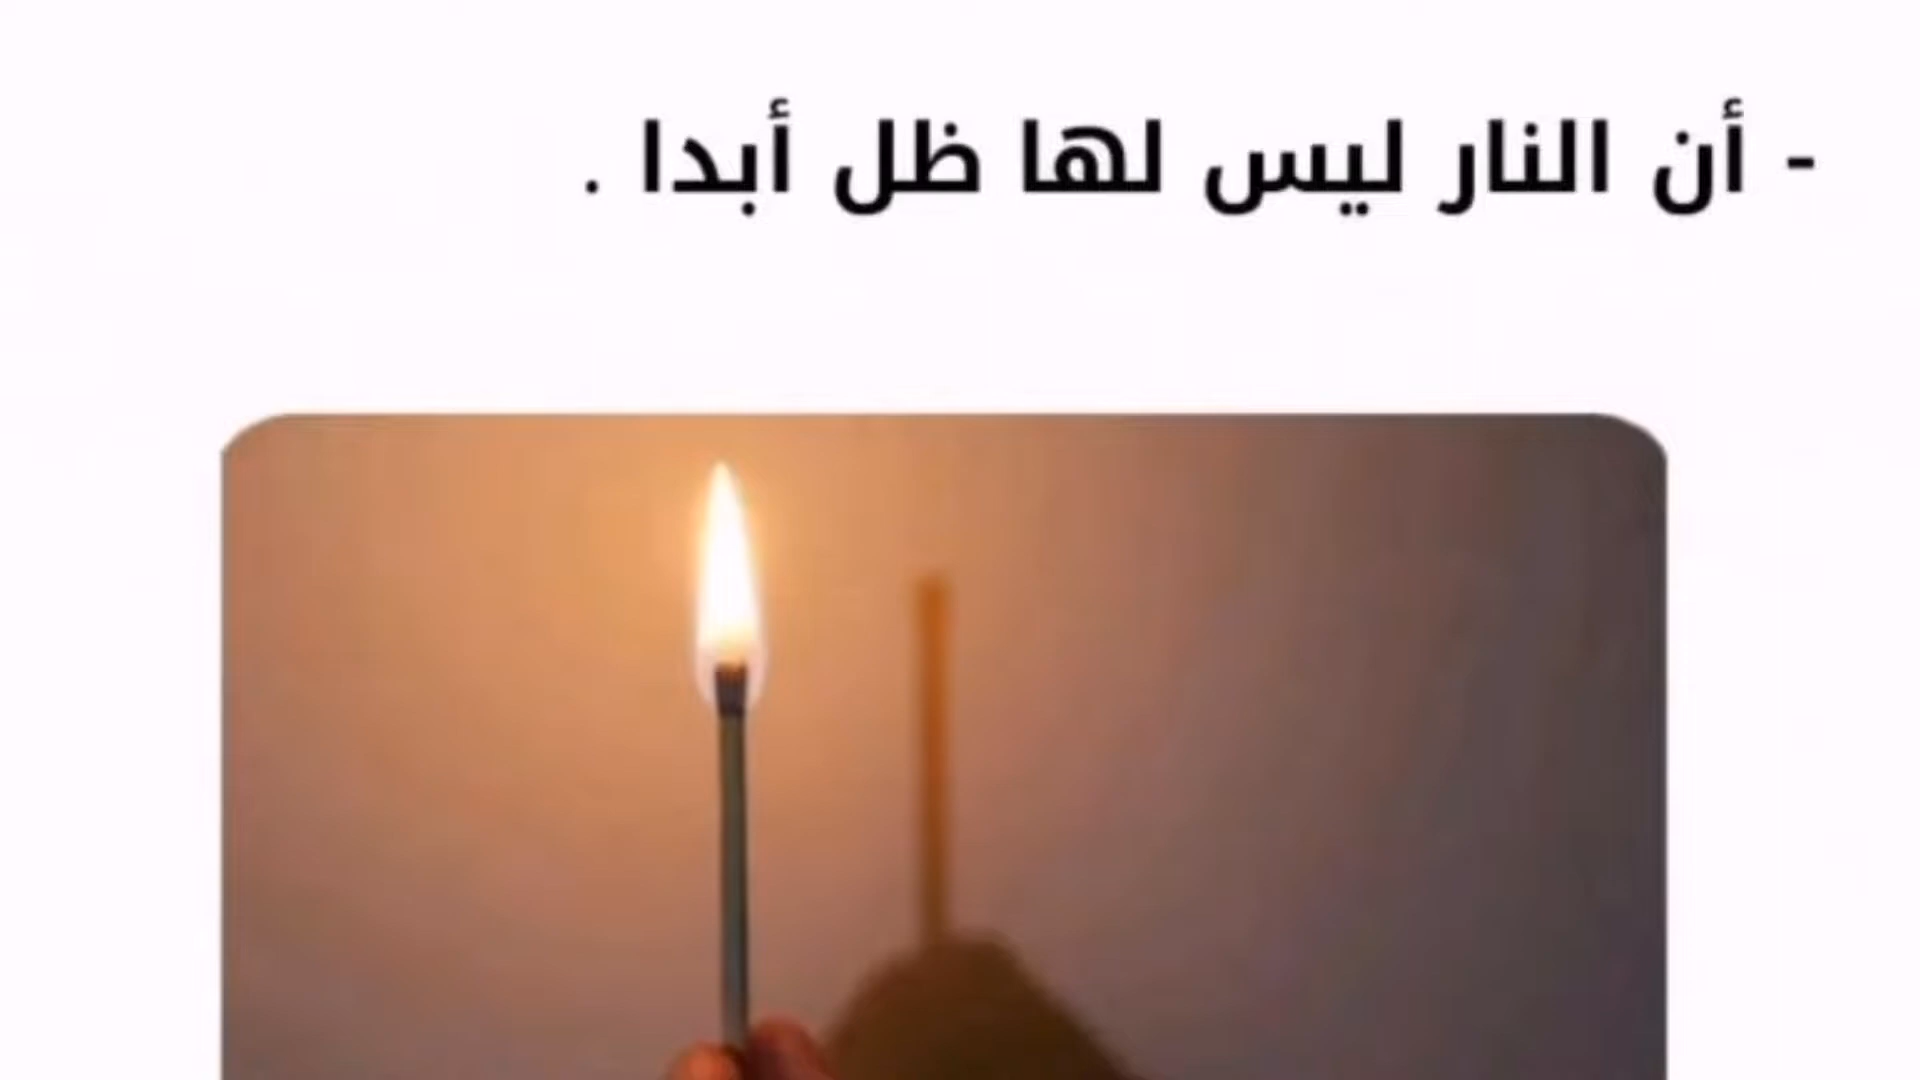 - أن النار ليس لها ظل أبدا .